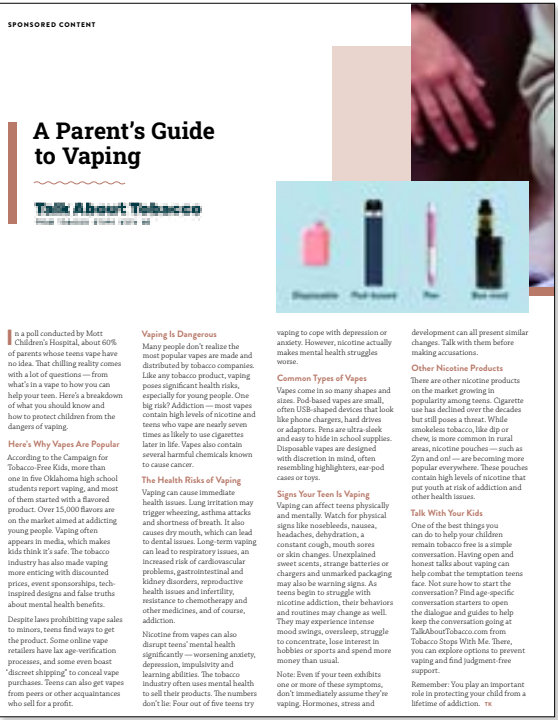 SPONSORED CONTENT
A Parent's Guide
to Vaping
Talk About Tobacco
Disposable
Pod-based
Pen
Box mod
In a poll conducted by Mott
Children's Hospital, about 60%
of parents whose teens vape have
no idea. That chilling reality comes
with a lot of questions — from
what's in a vape to how you can
help your teen. Here's a breakdown
of what you should know and
how to protect children from the
dangers of vaping.
Here's Why Vapes Are Popular
According to the Campaign for
Tobacco-Free Kids, more than
one in five Oklahoma high school
students report vaping, and most
of them started with a flavored
product. Over 15,000 flavors are
on the market aimed at addicting
young people. Vaping often
appears in media, which makes
kids think it's safe. The tobacco
industry has also made vaping
more enticing with discounted
prices, event sponsorships, tech-
inspired designs and false truths
about mental health benefits.
Despite laws prohibiting vape sales
to minors, teens find ways to get
the product. Some online vape
retailers have lax age-verification
processes, and some even boast
"discreet shipping" to conceal vape
purchases. Teens can also get vapes
from peers or other acquaintances
who sell for a profit.
Vaping Is Dangerous
Many people don't realize the
most popular vapes are made and
distributed by tobacco companies.
Like any tobacco product, vaping
poses significant health risks,
especially for young people. One
big risk? Addiction — most vapes
contain high levels of nicotine and
teens who vape are nearly seven
times as likely to use cigarettes
later in life. Vapes also contain
several harmful chemicals known
to cause cancer.
The Health Risks of Vaping
Vaping can cause immediate
health issues. Lung irritation may
trigger wheezing, asthma attacks
and shortness of breath. It also
causes dry mouth, which can lead
to dental issues. Long-term vaping
can lead to respiratory issues, an
increased risk of cardiovascular
problems, gastrointestinal and
kidney disorders, reproductive
health issues and infertility,
resistance to chemotherapy and
other medicines, and of course,
addiction.
Nicotine from vapes can also
disrupt teens' mental health
significantly — worsening anxiety,
depression, impulsivity and
learning abilities. The tobacco
industry often uses mental health
to sell their products. The numbers
don't lie: Four out of five teens try
vaping to cope with depression or
anxiety. However, nicotine actually
makes mental health struggles
worse.
Common Types of Vapes
Vapes come in so many shapes and
sizes. Pod-based vapes are small,
often USB-shaped devices that look
like phone chargers, hard drives
or adaptors. Pens are ultra-sleek
and easy to hide in school supplies.
Disposable vapes are designed
with discretion in mind, often
resembling highlighters, ear-pod
cases or toys.
Signs Your Teen Is Vaping
Vaping can affect teens physically
and mentally. Watch for physical
signs like nosebleeds, nausea,
headaches, dehydration, a
constant cough, mouth sores
or skin changes. Unexplained
sweet scents, strange batteries or
chargers and unmarked packaging
may also be warning signs. As
teens begin to struggle with
nicotine addiction, their behaviors
and routines may change as well.
They may experience intense
mood swings, oversleep, struggle
to concentrate, lose interest in
hobbies or sports and spend more
money than usual.
Note: Even if your teen exhibits
one or more of these symptoms,
don't immediately assume they're
vaping. Hormones, stress and
development can all present similar
changes. Talk with them before
making accusations.
Other Nicotine Products
There are other nicotine products
on the market growing in
popularity among teens. Cigarette
use has declined over the decades
but still poses a threat. While
smokeless tobacco, like dip or
chew, is more common in rural
areas, nicotine pouches — such as
Zyn and on! — are becoming more
popular everywhere. These pouches
contain high levels of nicotine that
put youth at risk of addiction and
other health issues.
Talk With Your Kids
One of the best things you
can do to help your children
remain tobacco free is a simple
conversation. Having open and
honest talks about vaping can
help combat the temptation teens
face. Not sure how to start the
conversation? Find age-specific
conversation starters to open
the dialogue and guides to help
keep the conversation going at
TalkAboutTobacco.com from
Tobacco Stops With Me. There,
you can explore options to prevent
vaping and find judgment-free
support.
Remember: You play an important
role in protecting your child from a
lifetime of addiction. TK